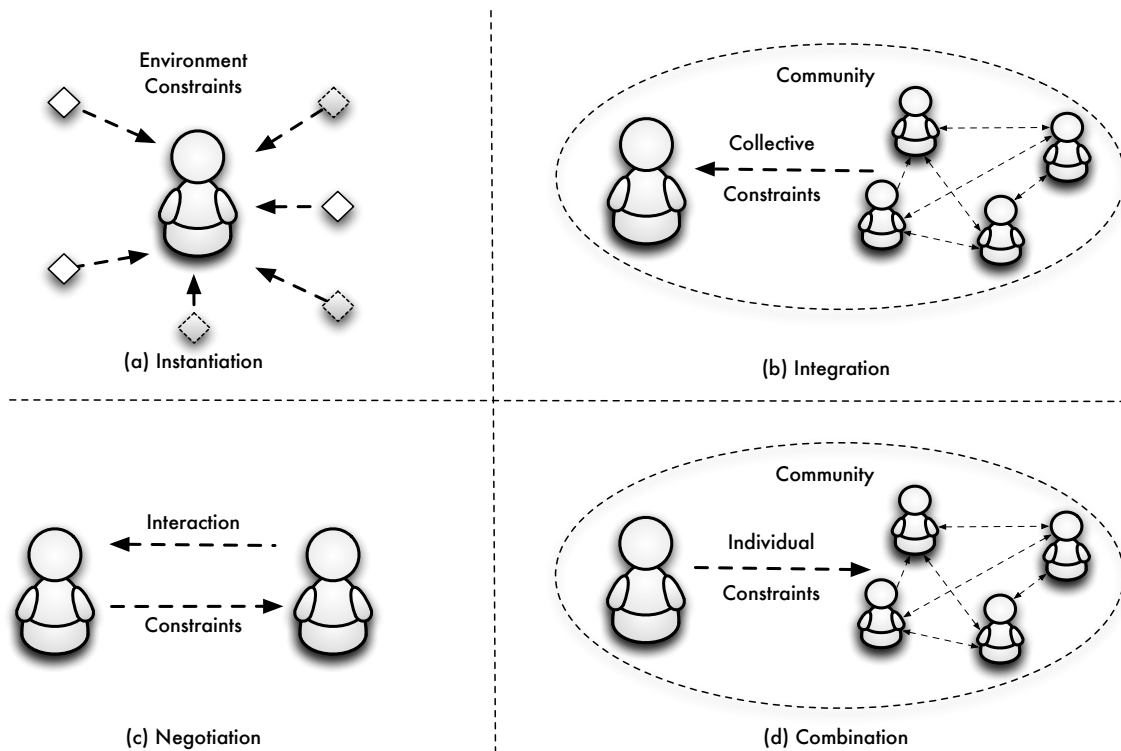 Environment
Constraints
(a) Instantiation
Community
Collective
Constraints
(b) Integration
Interaction
Constraints
(c) Negotiation
Community
Individual
Constraints
(d) Combination